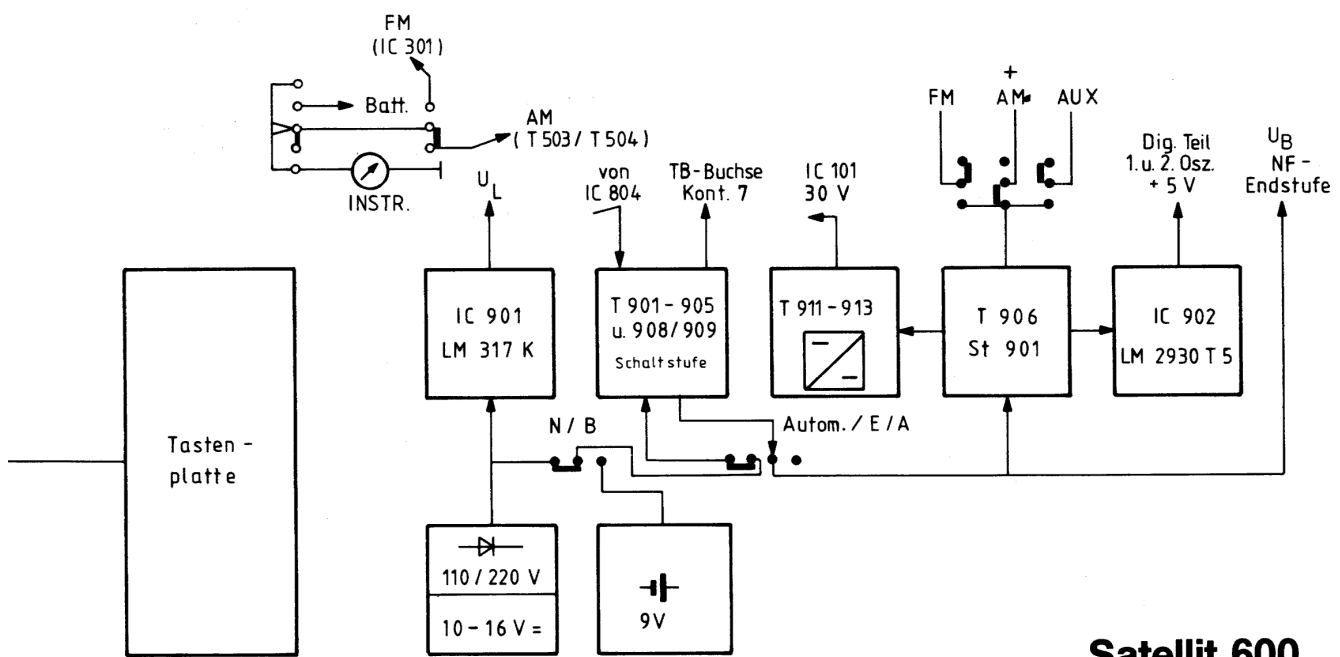 FM
(IC 301)
Batt.
AM
(T 503 / T 504)
INSTR.
U_L
von
IC 804
TB-Buchse
Kont. 7
IC 101
30 V
FM
+
AM
AUX
Dig. Teil
1. u. 2. Osz.
+ 5 V
U_B
NF-
Endstufe
Tasten-
platte
IC 901
LM 317 K
T 901 - 905
u. 908/909
Schaltstufe
T 911 - 913
T 906
St 901
IC 902
LM 2930 T 5
N / B
Autom. / E / A
110 / 220 V
10 - 16 V =
9V
Satellit 600